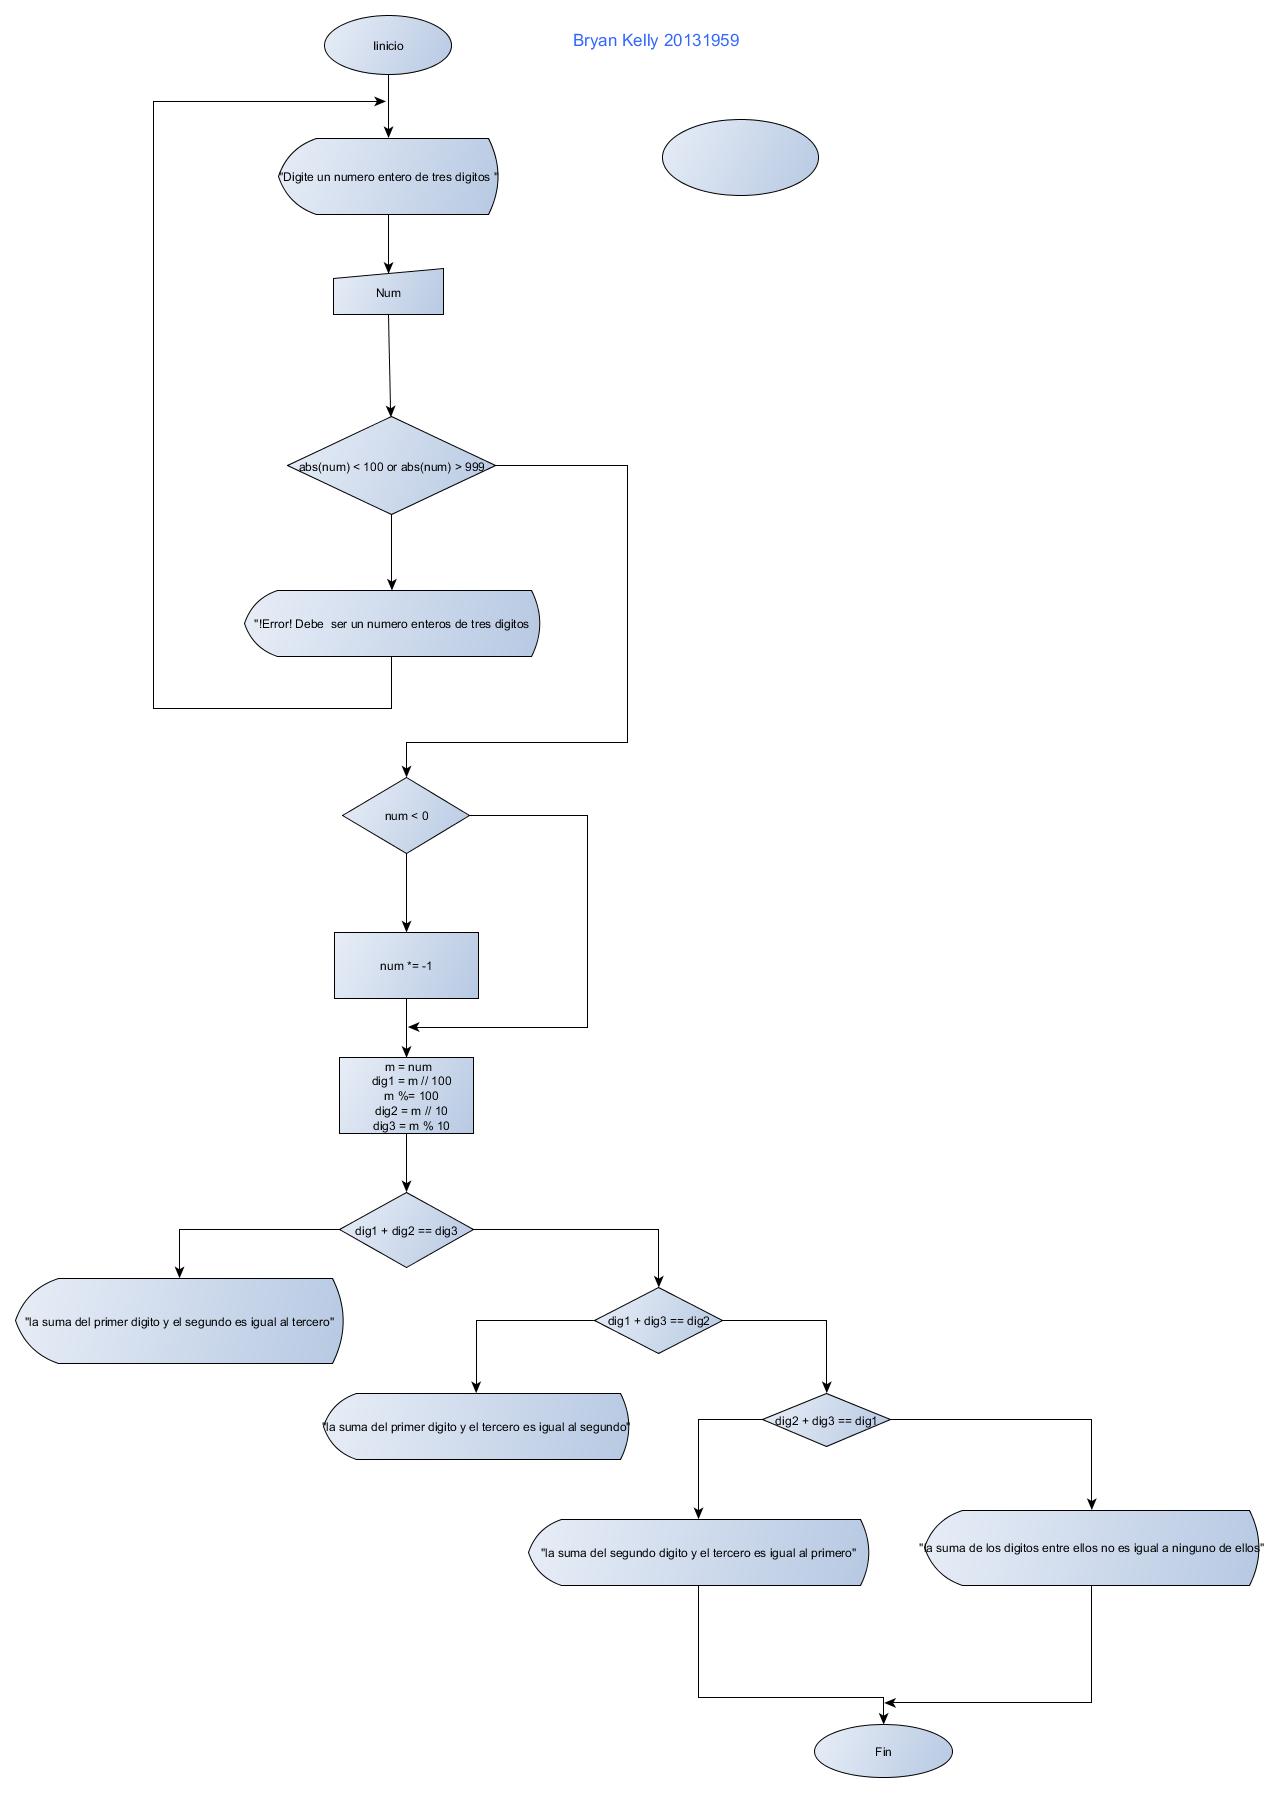 Iinicio
Bryan Kelly 20131959
"Digite un numero entero de tres digitos "
Num
abs(num) < 100 or abs(num) > 999
"!Error! Debe  ser un numero enteros de tres digitos
num < 0
num *= -1
m = num
dig1 = m // 100
m %= 100
dig2 = m // 10
dig3 = m % 10
dig1 + dig2 == dig3
"la suma del primer digito y el segundo es igual al tercero"
dig1 + dig3 == dig2
"la suma del primer digito y el tercero es igual al segundo"
dig2 + dig3 == dig1
"la suma del segundo digito y el tercero es igual al primero"
"la suma de los digitos entre ellos no es igual a ninguno de ellos"
Fin